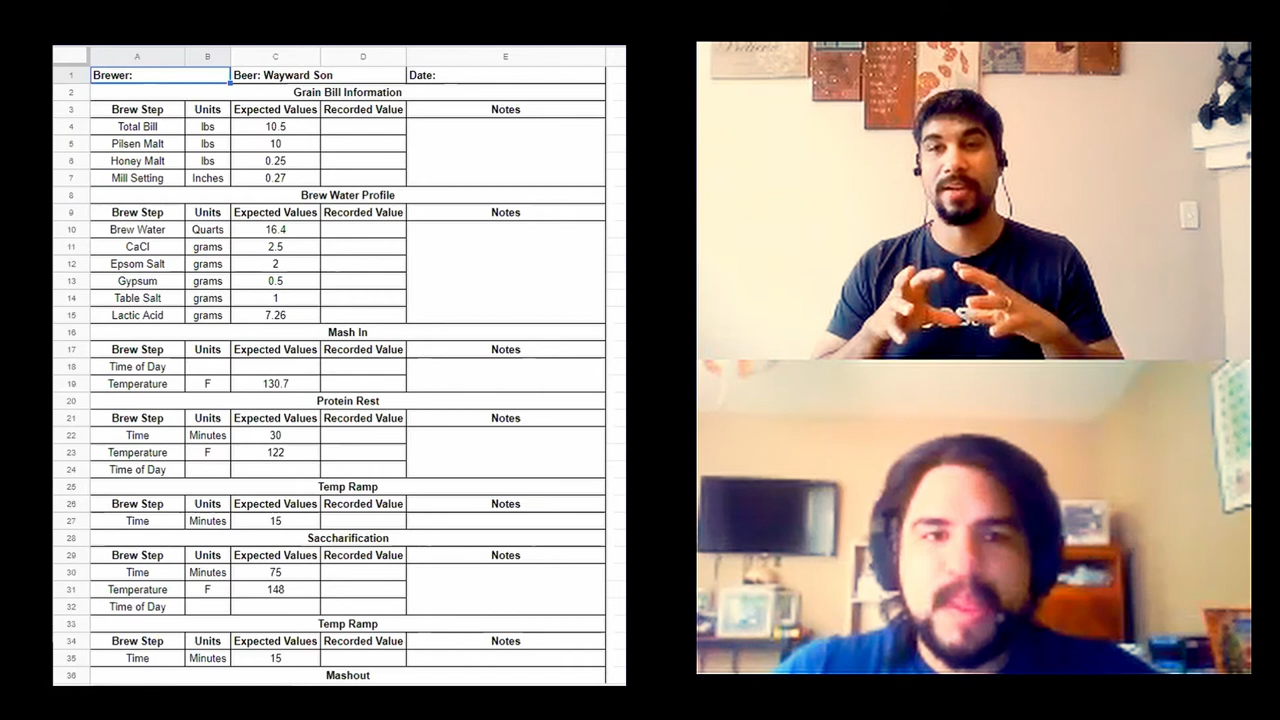 A B C D E
1 Brewer: Beer: Wayward Son Date:
2 Grain Bill Information
3 Brew Step Units Expected Values Recorded Value Notes
4 Total Bill lbs 10.5
5 Pilsen Malt lbs 10
6 Honey Malt lbs 0.25
7 Mill Setting Inches 0.27
8 Brew Water Profile
9 Brew Step Units Expected Values Recorded Value Notes
10 Brew Water Quarts 16.4
11 CaCl grams 2.5
12 Epsom Salt grams 2
13 Gypsum grams 0.5
14 Table Salt grams 1
15 Lactic Acid grams 7.26
16 Mash In
17 Brew Step Units Expected Values Recorded Value Notes
18 Time of Day
19 Temperature F 130.7
20 Protein Rest
21 Brew Step Units Expected Values Recorded Value Notes
22 Time Minutes 30
23 Temperature F 122
24 Time of Day
25 Temp Ramp
26 Brew Step Units Expected Values Recorded Value Notes
27 Time Minutes 15
28 Saccharification
29 Brew Step Units Expected Values Recorded Value Notes
30 Time Minutes 75
31 Temperature F 148
32 Time of Day
33 Temp Ramp
34 Brew Step Units Expected Values Recorded Value Notes
35 Time Minutes 15
36 Mashout